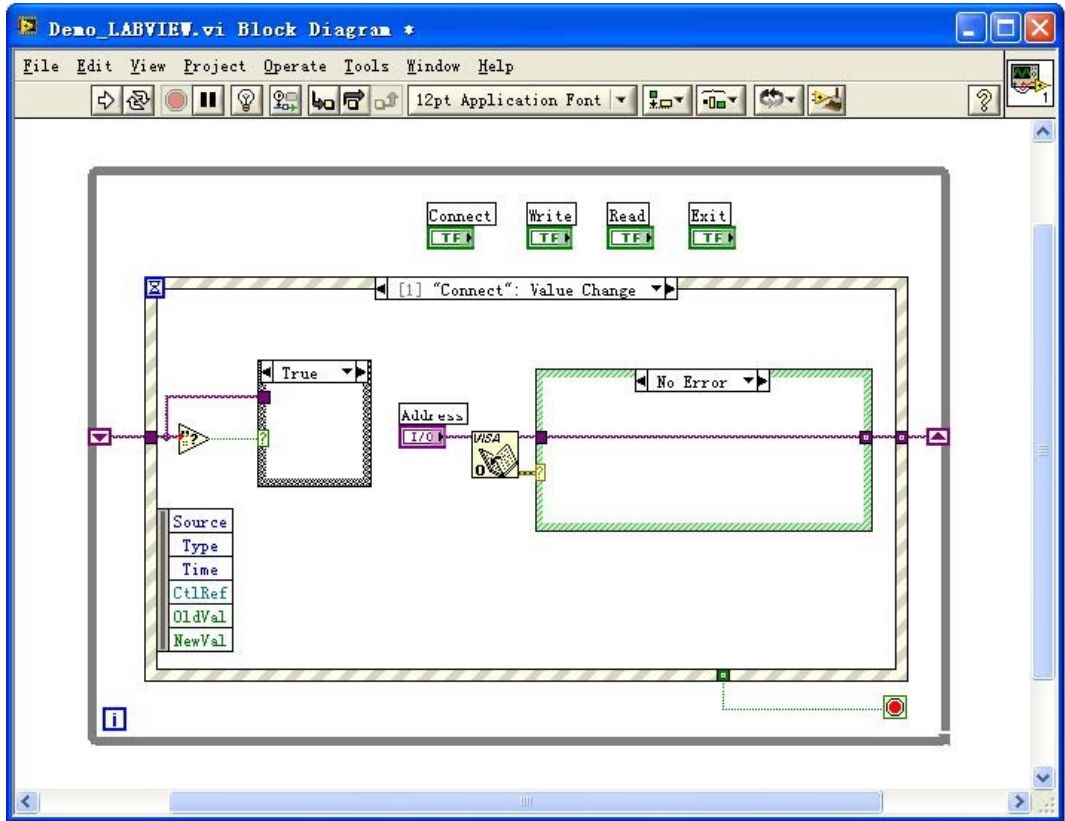 Demo_LABVIEW.vi Block Diagram *
File Edit View Project Operate Tools Window Help
12pt Application Font
1
Connect Write Read Exit
TF TF TF TF
[1] "Connect": Value Change
True
No Error
Address
I/O
VISA
"?
?
O
?
Source
Type
Time
CtlRef
OldVal
NewVal
i